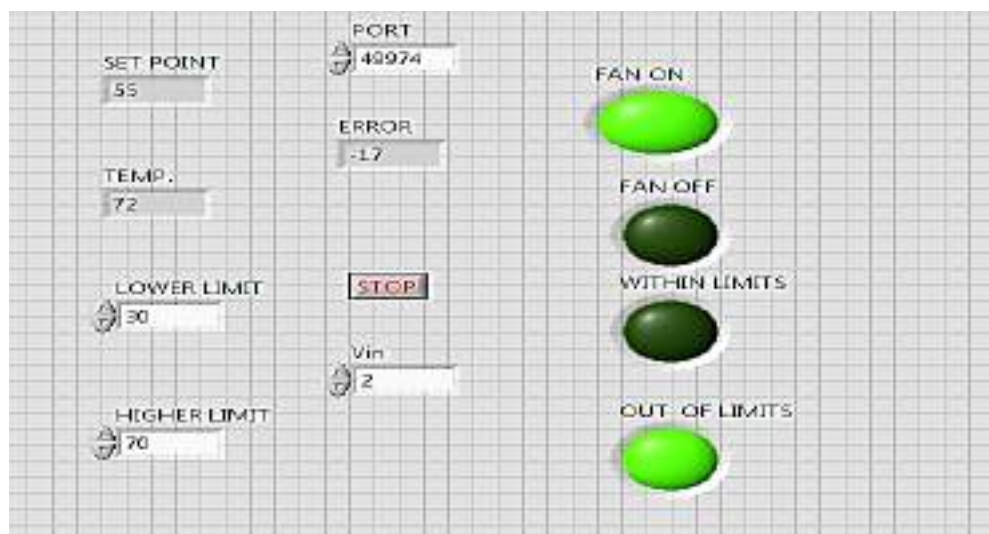 PORT
49974
SET POINT
55
FAN ON
ERROR
-17
TEMP.
72
FAN OFF
LOWER LIMIT
30
STOP
WITHIN LIMITS
Vin
2
HIGHER LIMIT
70
OUT OF LIMITS